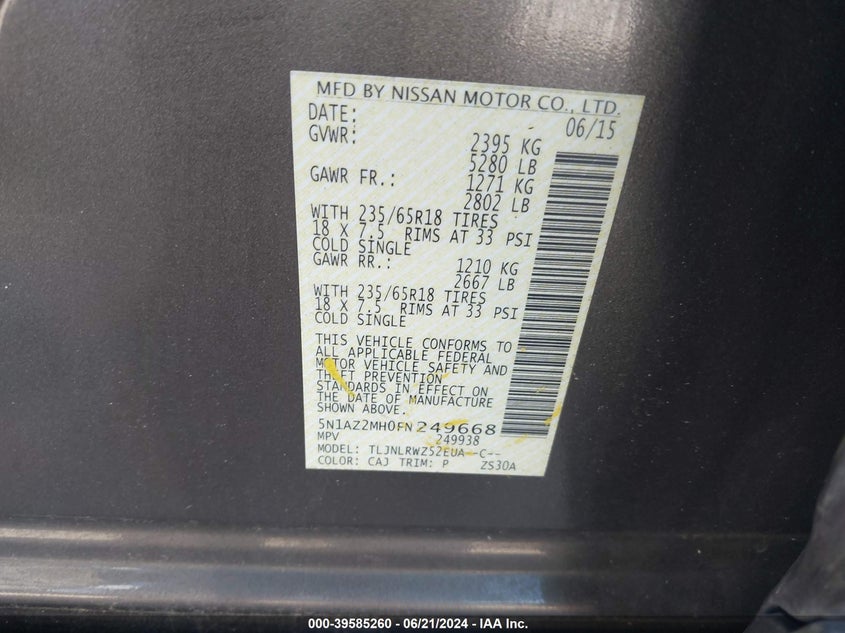 MFD BY NISSAN MOTOR CO., LTD.
DATE: 06/15
GVWR: 2395 KG
5280 LB
GAWR FR.: 1271 KG
2802 LB
WITH 235/65R18 TIRES
18 X 7.5 RIMS AT 33 PSI
COLD SINGLE
GAWR RR.: 1210 KG
2667 LB
WITH 235/65R18 TIRES
18 X 7.5 RIMS AT 33 PSI
COLD SINGLE
THIS VEHICLE CONFORMS TO
ALL APPLICABLE FEDERAL
MOTOR VEHICLE SAFETY AND
THEFT PREVENTION
STANDARDS IN EFFECT ON
THE DATE OF MANUFACTURE
SHOWN ABOVE.
5N1AZ2MH0FN249668
MPV 249938
MODEL: TLJNLRWZ52EUA--C--
COLOR: CAJ TRIM: P ZS30A
000-39585260 - 06/21/2024 - IAA Inc.